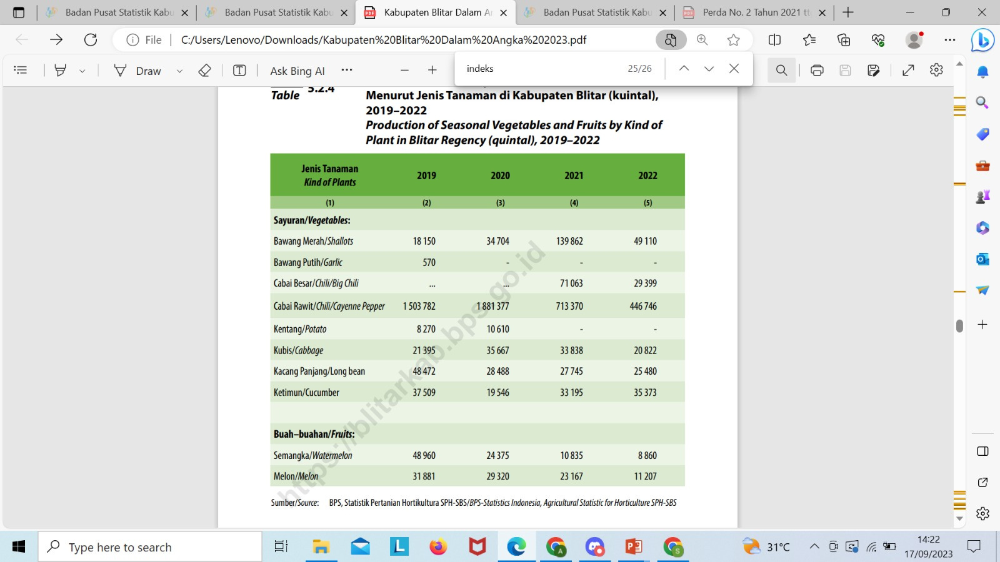 Badan Pusat Statistik Kabu
Badan Pusat Statistik Kabu
Kabupaten Blitar Dalam A
Badan Pusat Statistik Kabu
Perda No. 2 Tahun 2021 tt
File
C:/Users/Lenovo/Downloads/Kabupaten%20Blitar%20Dalam%20Angka%202023.pdf
Draw
Ask Bing AI
indeks
25/26
Table 5.2.4
Menurut Jenis Tanaman di Kabupaten Blitar (kuintal),
2019–2022
Production of Seasonal Vegetables and Fruits by Kind of
Plant in Blitar Regency (quintal), 2019–2022
Jenis Tanaman
Kind of Plants
2019 2020 2021 2022
(1) (2) (3) (4) (5)
Sayuran/Vegetables:
Bawang Merah/Shallots 18 150 34 704 139 862 49 110
Bawang Putih/Garlic 570 - - -
Cabai Besar/Chili/Big Chili ... ... 71 063 29 399
Cabai Rawit/Chili/Cayenne Pepper 1 503 782 1 881 377 713 370 446 746
Kentang/Potato 8 270 10 610 - -
Kubis/Cabbage 21 395 35 667 33 838 20 822
Kacang Panjang/Long bean 48 472 28 488 27 745 25 480
Ketimun/Cucumber 37 509 19 546 33 195 35 373
Buah–buahan/Fruits:
Semangka/Watermelon 48 960 24 375 10 835 8 860
Melon/Melon 31 881 29 320 23 167 11 207
https://blitarkab.bps.go.id
Sumber/Source: BPS, Statistik Pertanian Hortikultura SPH-SBS/BPS-Statistics Indonesia, Agricultural Statistic for Horticulture SPH-SBS
Type here to search
31°C
14:22
17/09/2023